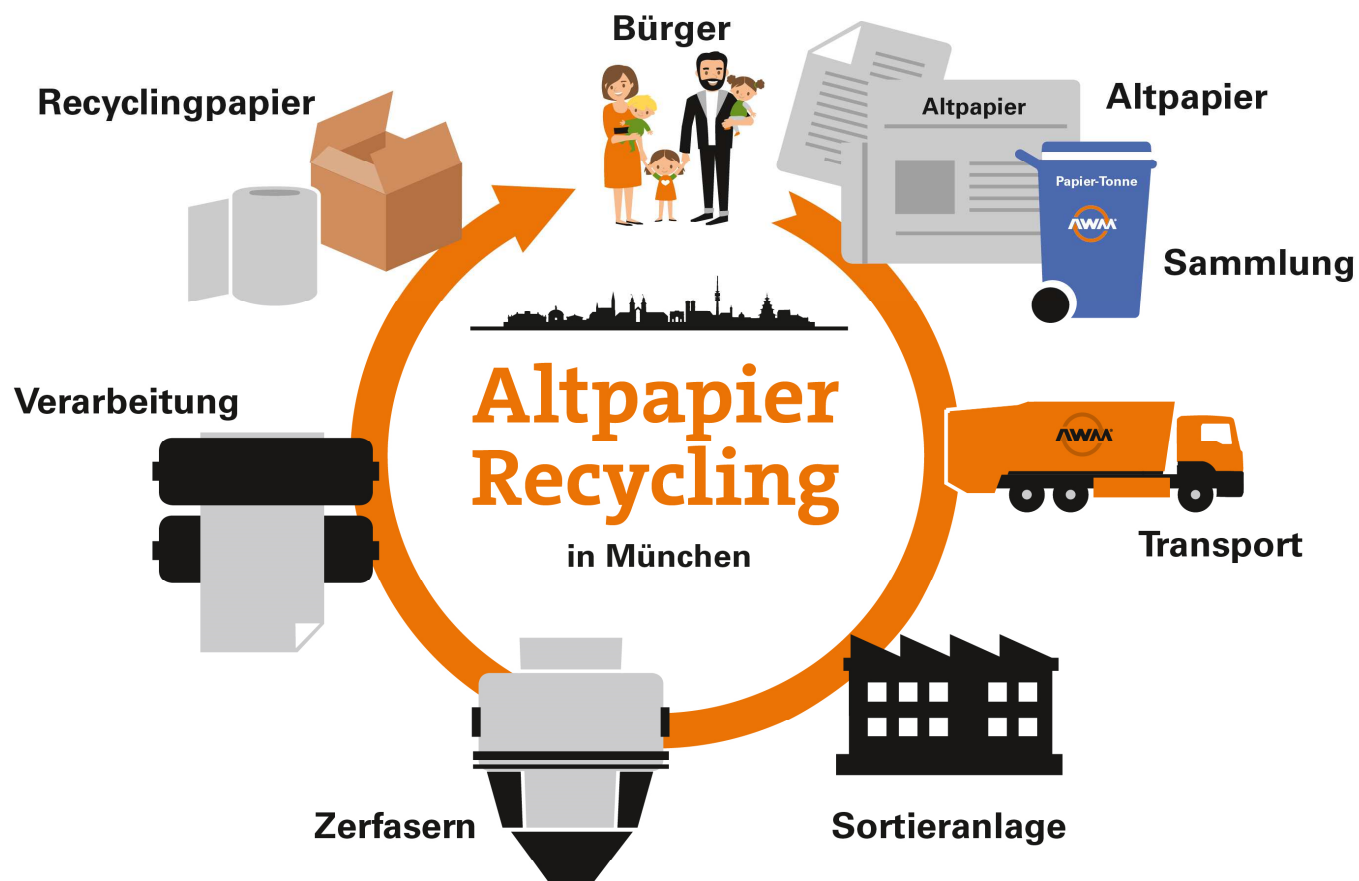 Bürger
Recyclingpapier
Altpapier
Altpapier
Papier-Tonne
AWM
Sammlung
Altpapier
Recycling
in München
Verarbeitung
AWM
Transport
Zerfasern
Sortieranlage